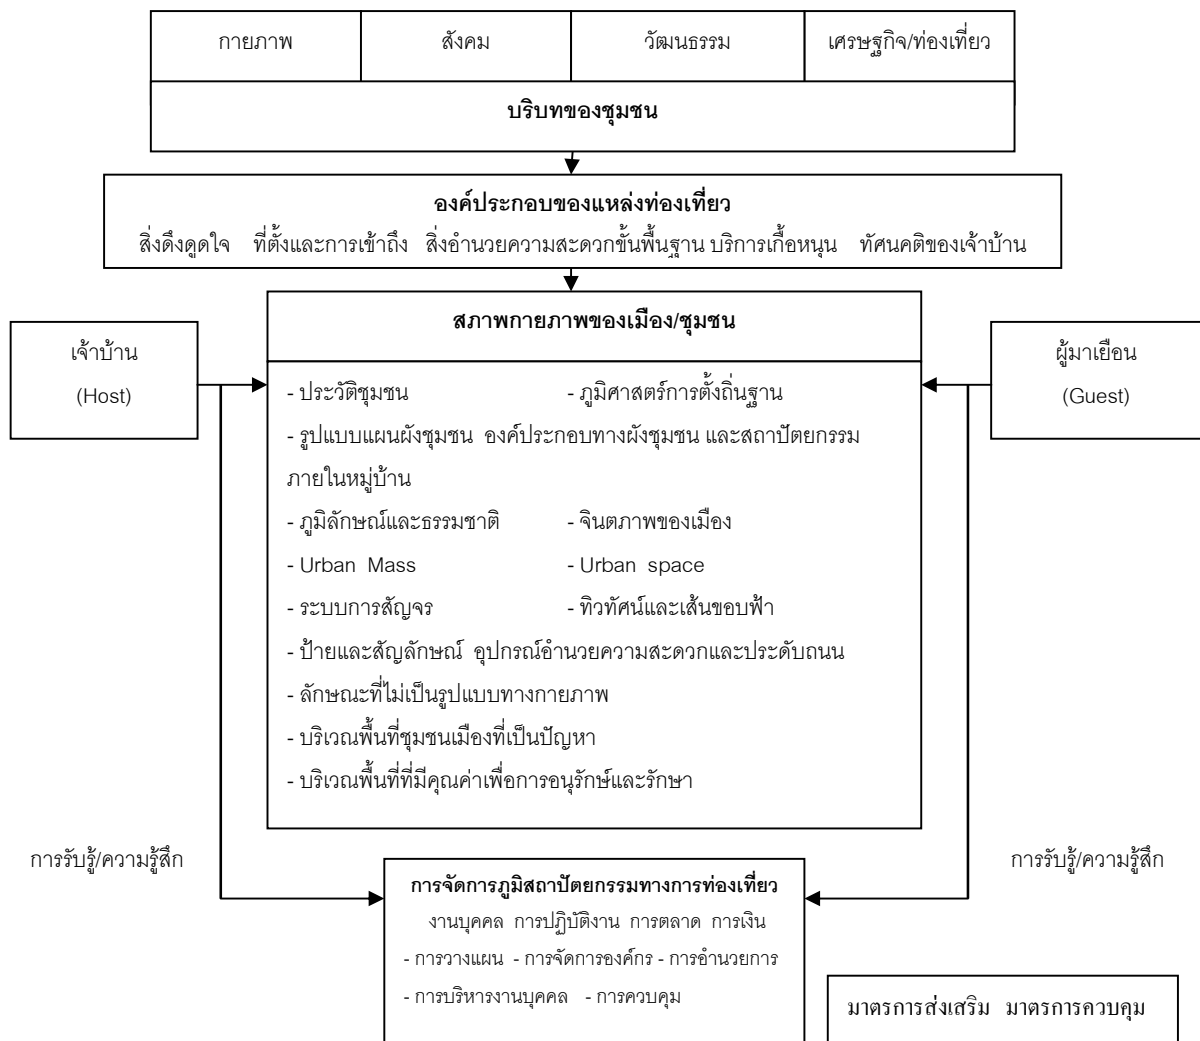 กายภาพ สังคม วัฒนธรรม เศรษฐกิจ/ท่องเที่ยว
บริบทของชุมชน
องค์ประกอบของแหล่งท่องเที่ยว
สิ่งดึงดูดใจ ที่ตั้งและการเข้าถึง สิ่งอำนวยความสะดวกขั้นพื้นฐาน บริการเกื้อหนุน ทัศนคติของเจ้าบ้าน
สภาพกายภาพของเมือง/ชุมชน
เจ้าบ้าน
(Host)
ผู้มาเยือน
(Guest)
- ประวัติชุมชน - ภูมิศาสตร์การตั้งถิ่นฐาน
- รูปแบบแผนผังชุมชน องค์ประกอบทางผังชุมชน และสถาปัตยกรรม
ภายในหมู่บ้าน
- ภูมิลักษณ์และธรรมชาติ - จินตภาพของเมือง
- Urban Mass - Urban space
- ระบบการสัญจร - ทิวทัศน์และเส้นขอบฟ้า
- ป้ายและสัญลักษณ์ อุปกรณ์อำนวยความสะดวกและประดับถนน
- ลักษณะที่ไม่เป็นรูปแบบทางกายภาพ
- บริเวณพื้นที่ชุมชนเมืองที่เป็นปัญหา
- บริเวณพื้นที่ที่มีคุณค่าเพื่อการอนุรักษ์และรักษา
การรับรู้/ความรู้สึก การรับรู้/ความรู้สึก
การจัดการภูมิสถาปัตยกรรมทางการท่องเที่ยว
งานบุคคล การปฏิบัติงาน การตลาด การเงิน
- การวางแผน - การจัดการองค์กร - การอำนวยการ
- การบริหารงานบุคคล - การควบคุม
มาตรการส่งเสริม มาตรการควบคุม